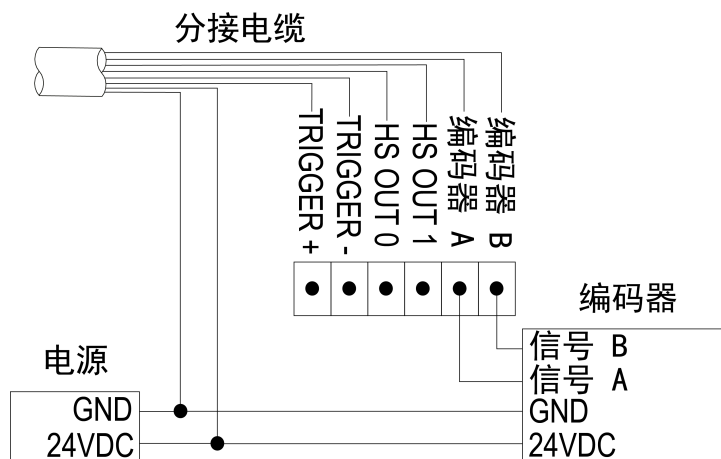 分接电缆
TRIGGER +
TRIGGER -
HS OUT 0
HS OUT 1
编码器 A
编码器 B
编码器
信号 B
信号 A
GND
24VDC
电源
GND
24VDC